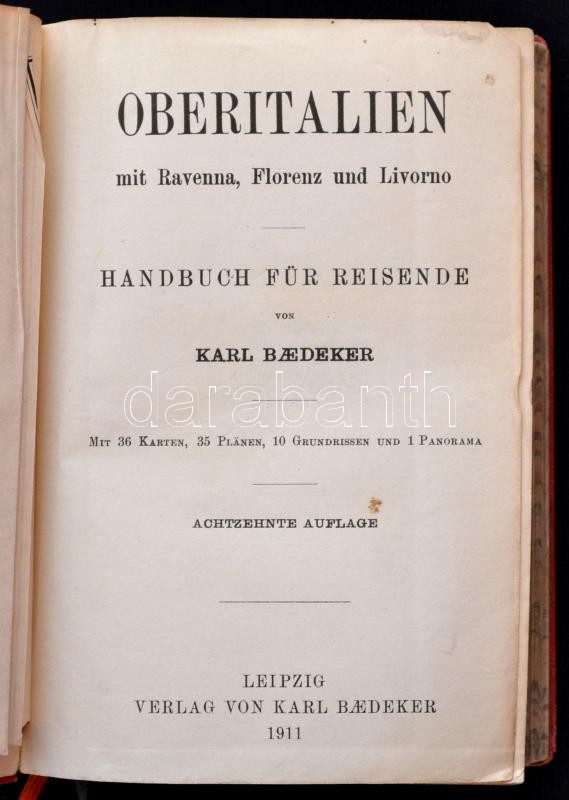 OBERITALIEN
mit Ravenna, Florenz und Livorno
HANDBUCH FÜR REISENDE
VON
KARL BÆDEKER
darabanth
MIT 36 KARTEN, 35 PLÄNEN, 10 GRUNDRISSEN UND 1 PANORAMA
ACHTZEHNTE AUFLAGE
LEIPZIG
VERLAG VON KARL BÆDEKER
1911